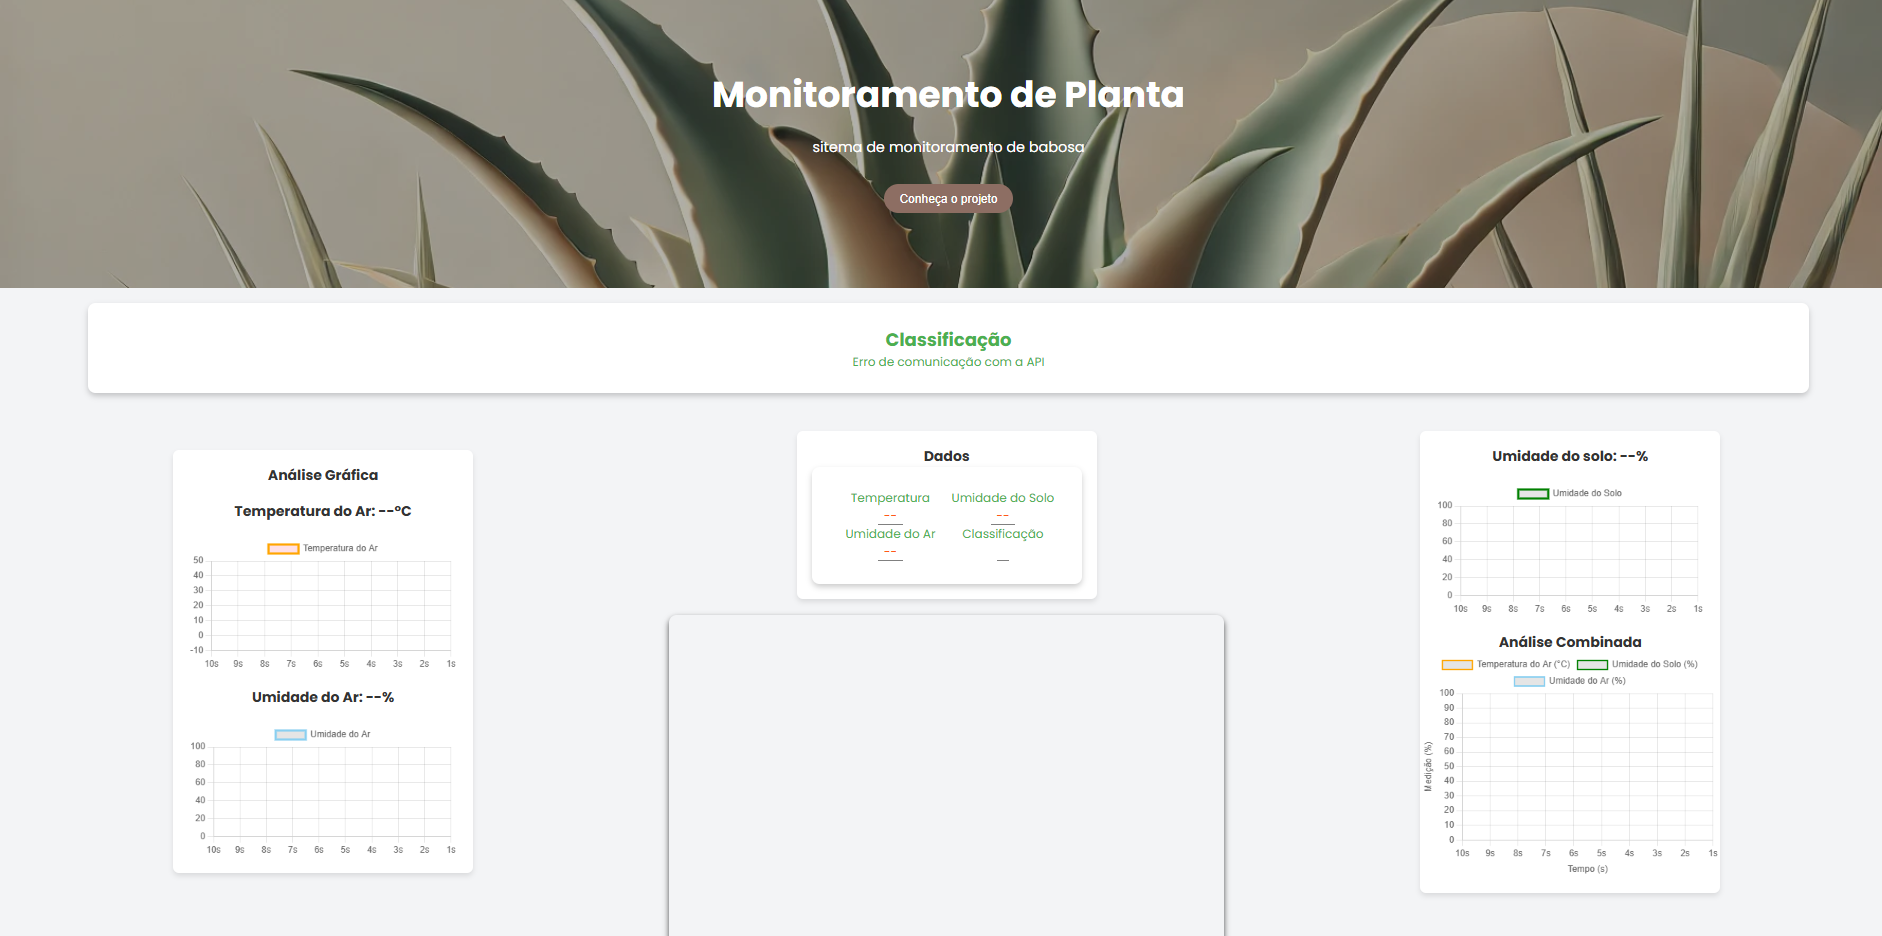 Monitoramento de Planta
sitema de monitoramento de babosa
Conheça o projeto
Classificação
Erro de comunicação com a API
Análise Gráfica
Temperatura do Ar: --°C
Temperatura do Ar
50
40
30
20
10
0
-10
10s 9s 8s 7s 6s 5s 4s 3s 2s 1s
Umidade do Ar: --%
Umidade do Ar
100
80
60
40
20
0
10s 9s 8s 7s 6s 5s 4s 3s 2s 1s
Dados
Temperatura Umidade do Solo
-- --
Umidade do Ar Classificação
--
Umidade do solo: --%
Umidade do Solo
100
80
60
40
20
0
10s 9s 8s 7s 6s 5s 4s 3s 2s 1s
Análise Combinada
Temperatura do Ar (°C) Umidade do Solo (%)
Umidade do Ar (%)
Medição (%)
100
90
80
70
60
50
40
30
20
10
0
10s 9s 8s 7s 6s 5s 4s 3s 2s 1s
Tempo (s)